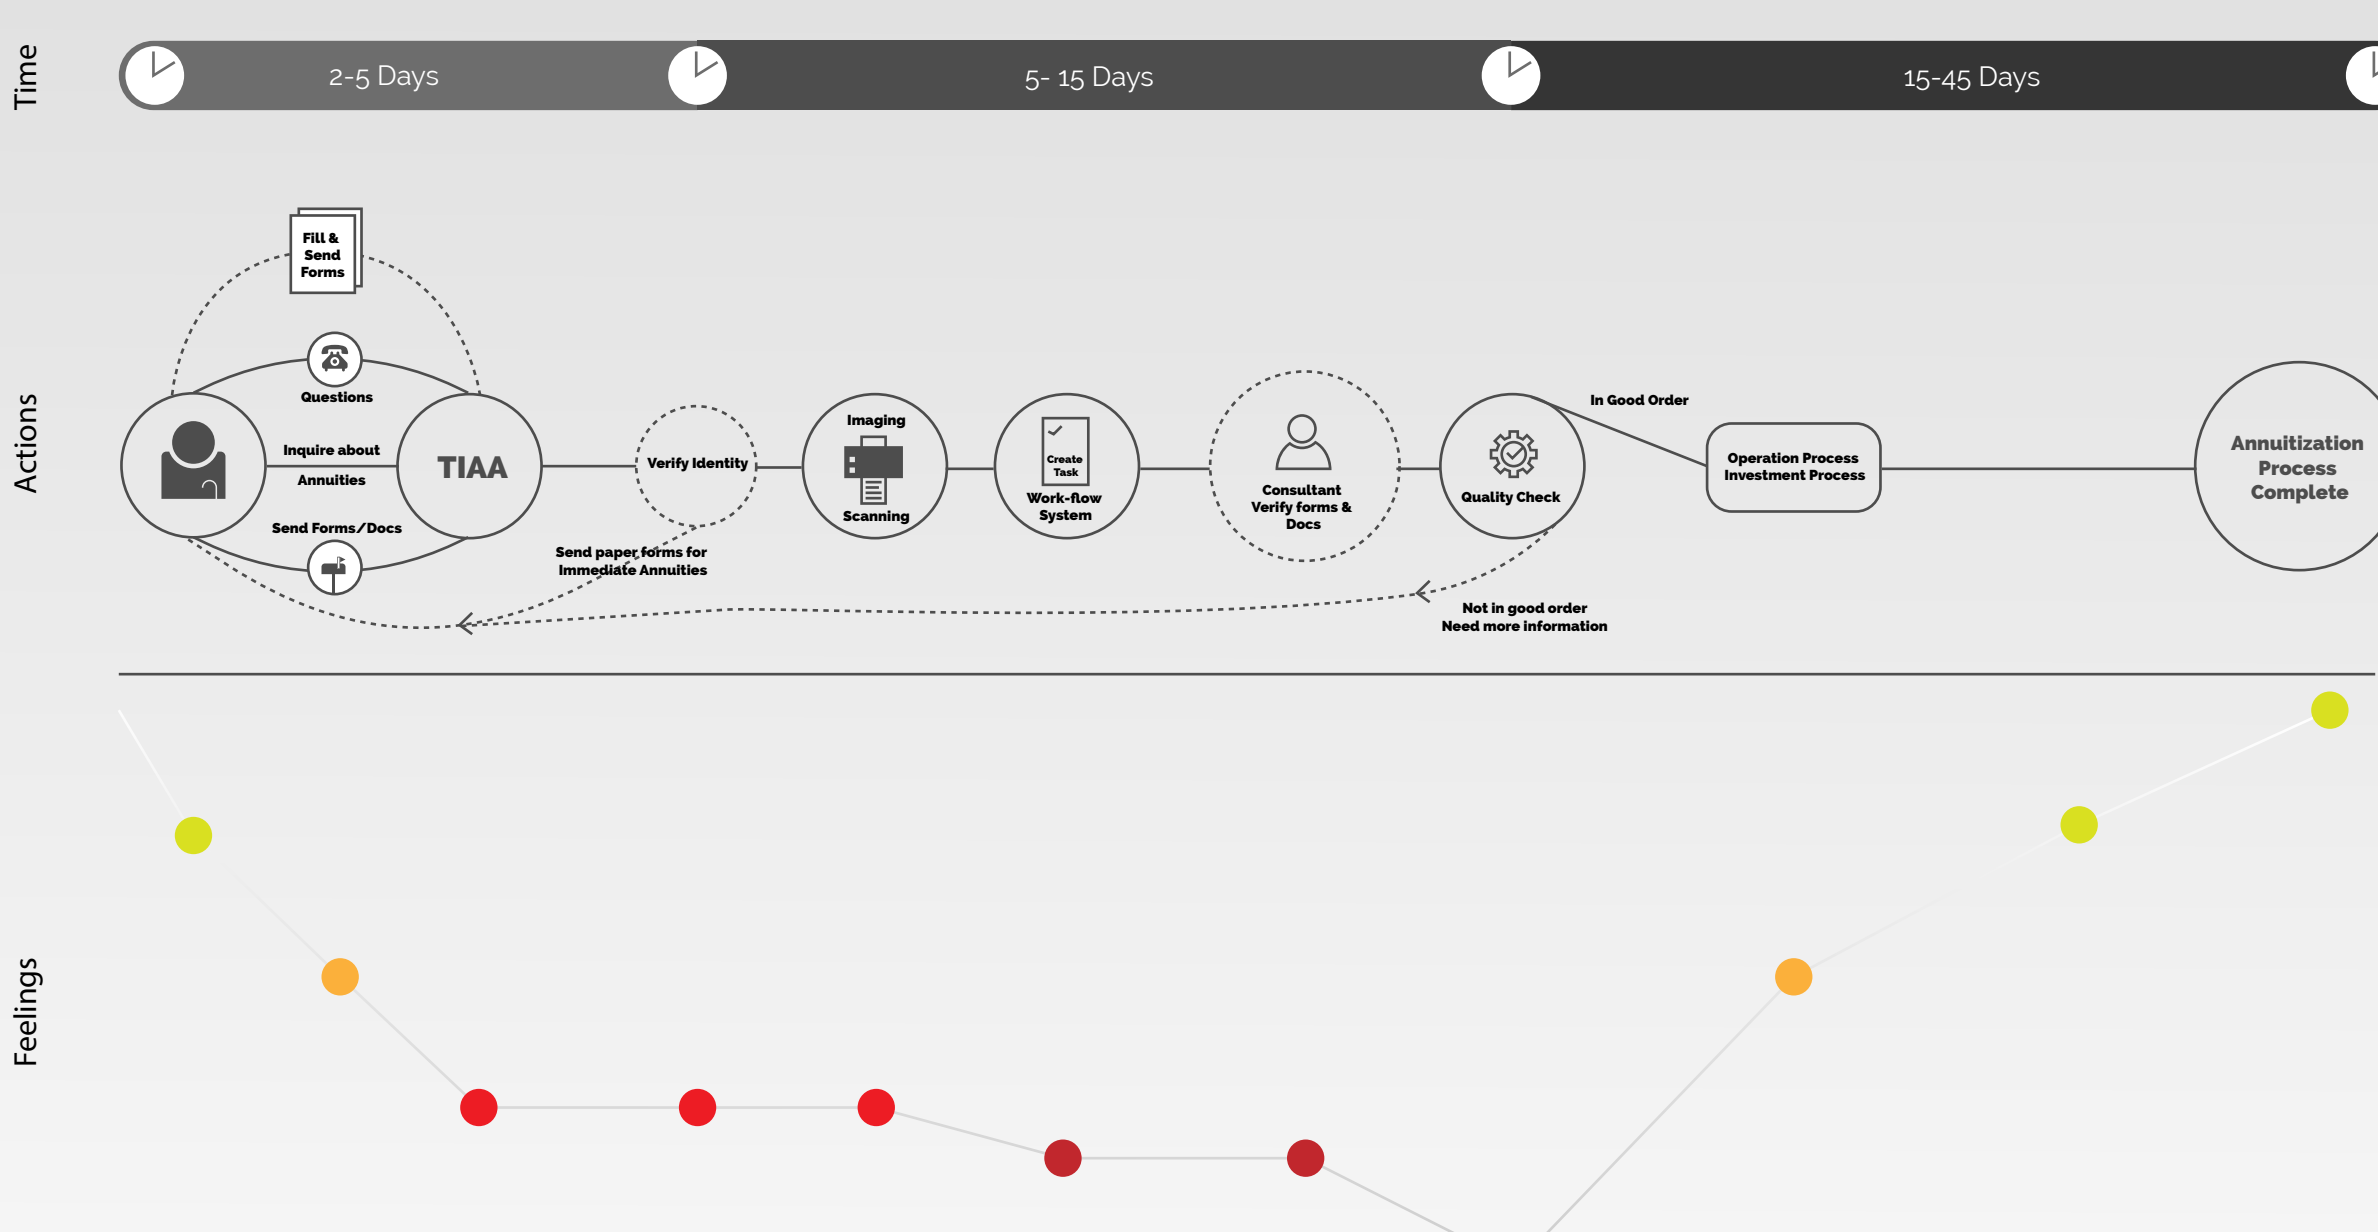 Time
2-5 Days
5- 15 Days
15-45 Days
Actions
Fill &
Send
Forms
Questions
Inquire about
Annuities
Send Forms/Docs
TIAA
Verify Identity
Send paper forms for
Immediate Annuities
Imaging
Scanning
Create
Task
Work-flow
System
Consultant
Verify forms &
Docs
Quality Check
In Good Order
Not in good order
Need more information
Operation Process
Investment Process
Annuitization
Process
Complete
Feelings